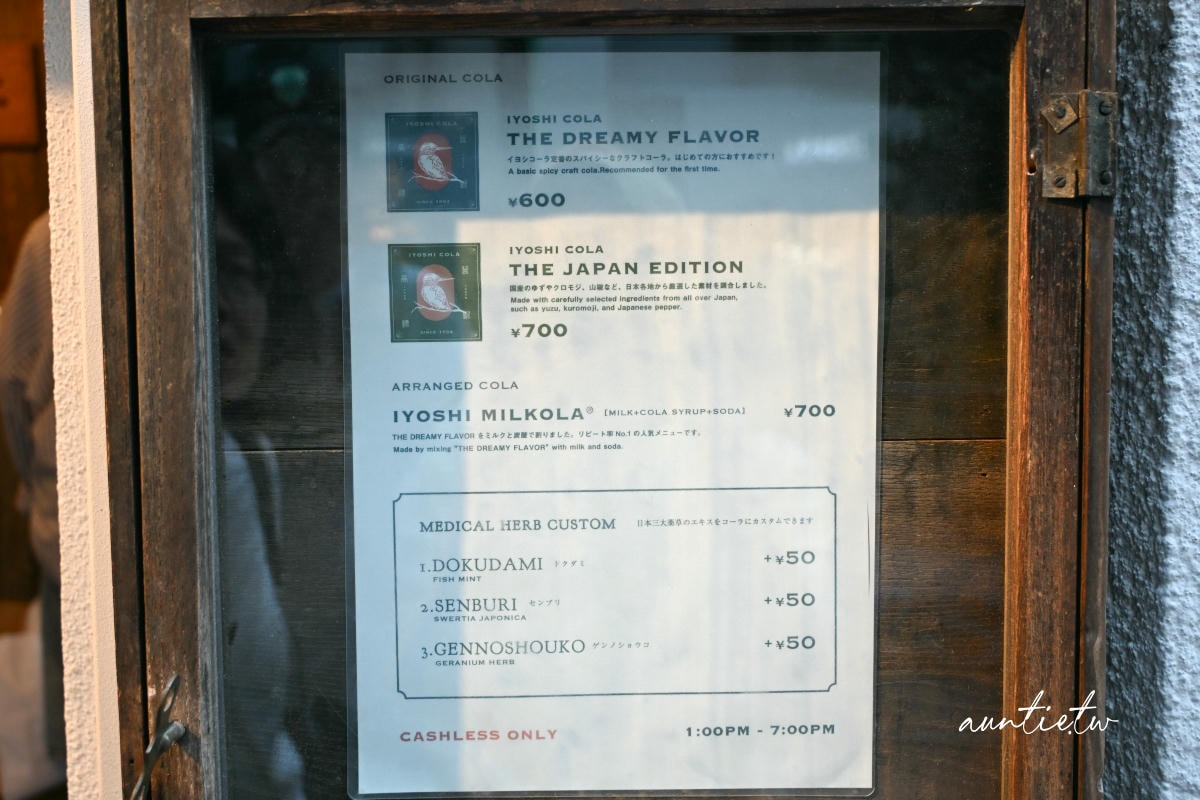 ORIGINAL COLA
IYOSHI COLA
IYOSHI COLA
THE DREAMY FLAVOR
イヨシコーラ定番のスパイシーなクラフトコーラ。はじめての方におすすめです！
A basic spicy craft cola.Recommended for the first time.
¥600
IYOSHI COLA
IYOSHI COLA
THE JAPAN EDITION
国産のゆずやクロモジ、山椒など、日本各地から厳選した素材を調合しました。
Made with carefully selected ingredients from all over Japan,
such as yuzu, kuromoji, and Japanese pepper.
¥700
ARRANGED COLA
IYOSHI MILKOLA® [MILK+COLA SYRUP+SODA] ¥700
THE DREAMY FLAVOR をミルクと炭酸で割りました。リピート率 No.1 の人気メニューです。
Made by mixing "THE DREAMY FLAVOR" with milk and soda.
MEDICAL HERB CUSTOM 日本三大薬草のエキスをコーラにカスタムできます
1.DOKUDAMI ドクダミ +¥50
FISH MINT
2.SENBURI センブリ +¥50
SWERTIA JAPONICA
3.GENNOSHOUKO ゲンノショウコ +¥50
GERANIUM HERB
CASHLESS ONLY 1:00PM - 7:00PM
auntie.tw